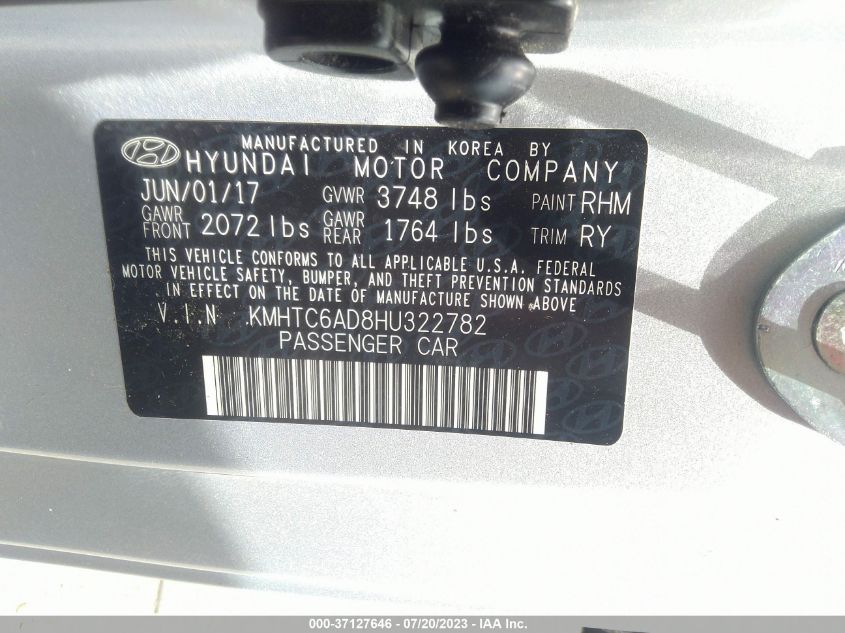 MANUFACTURED IN KOREA BY
HYUNDAI MOTOR COMPANY
JUN/01/17 GVWR 3748 lbs PAINT RHM
GAWR FRONT 2072 lbs GAWR REAR 1764 lbs TRIM RY
THIS VEHICLE CONFORMS TO ALL APPLICABLE U.S.A. FEDERAL
MOTOR VEHICLE SAFETY, BUMPER, AND THEFT PREVENTION STANDARDS
IN EFFECT ON THE DATE OF MANUFACTURE SHOWN ABOVE
V.I.N KMHTC6AD8HU322782
PASSENGER CAR
000-37127646 - 07/20/2023 - IAA Inc.